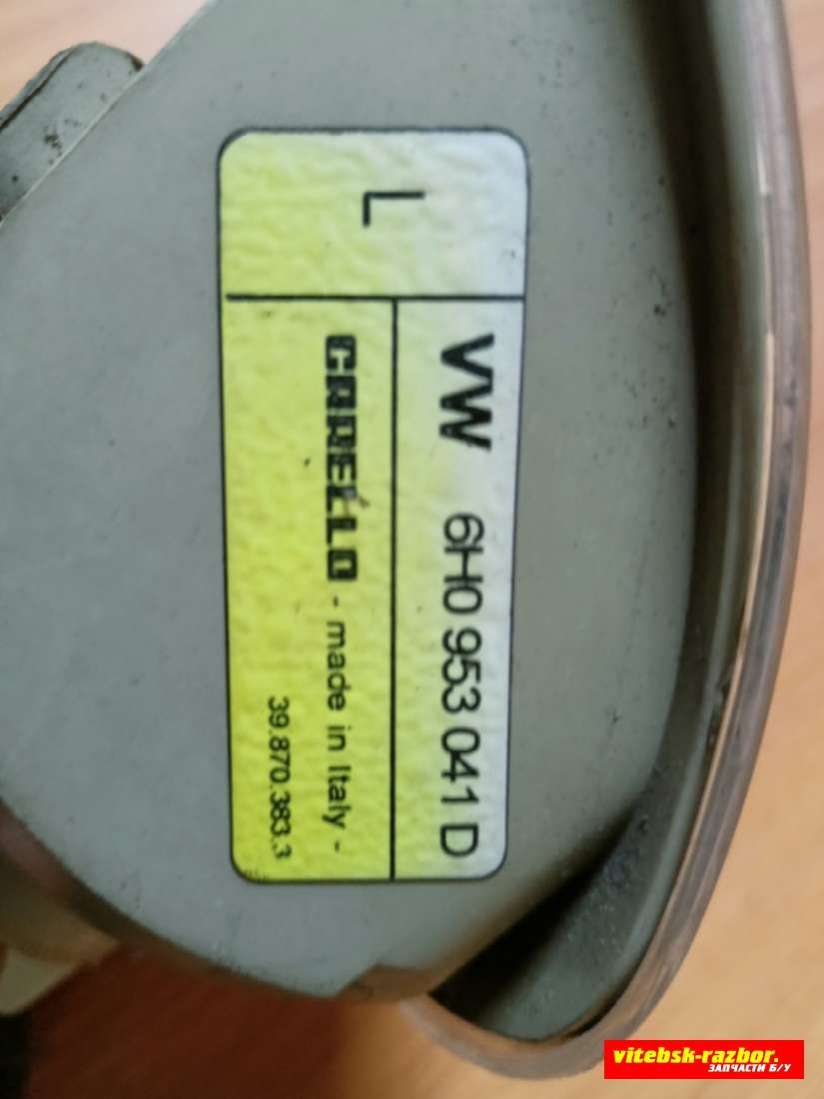 L
VW 6H0 953 041 D
CARELLO - made in Italy -
39.870.383.3
vitebsk-razbor.
ЗАПЧАСТИ Б/У